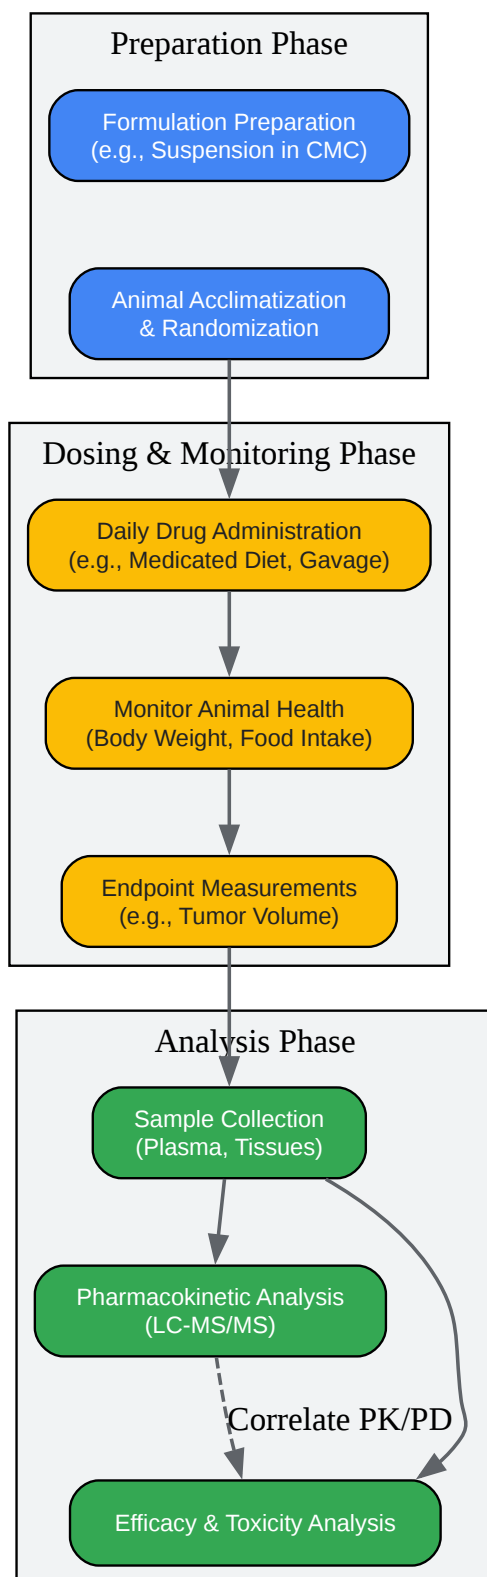 Preparation Phase
Formulation Preparation
(e.g., Suspension in CMC)
Animal Acclimatization
& Randomization
Dosing & Monitoring Phase
Daily Drug Administration
(e.g., Medicated Diet, Gavage)
Monitor Animal Health
(Body Weight, Food Intake)
Endpoint Measurements
(e.g., Tumor Volume)
Analysis Phase
Sample Collection
(Plasma, Tissues)
Pharmacokinetic Analysis
(LC-MS/MS)
Correlate PK/PD
Efficacy & Toxicity Analysis